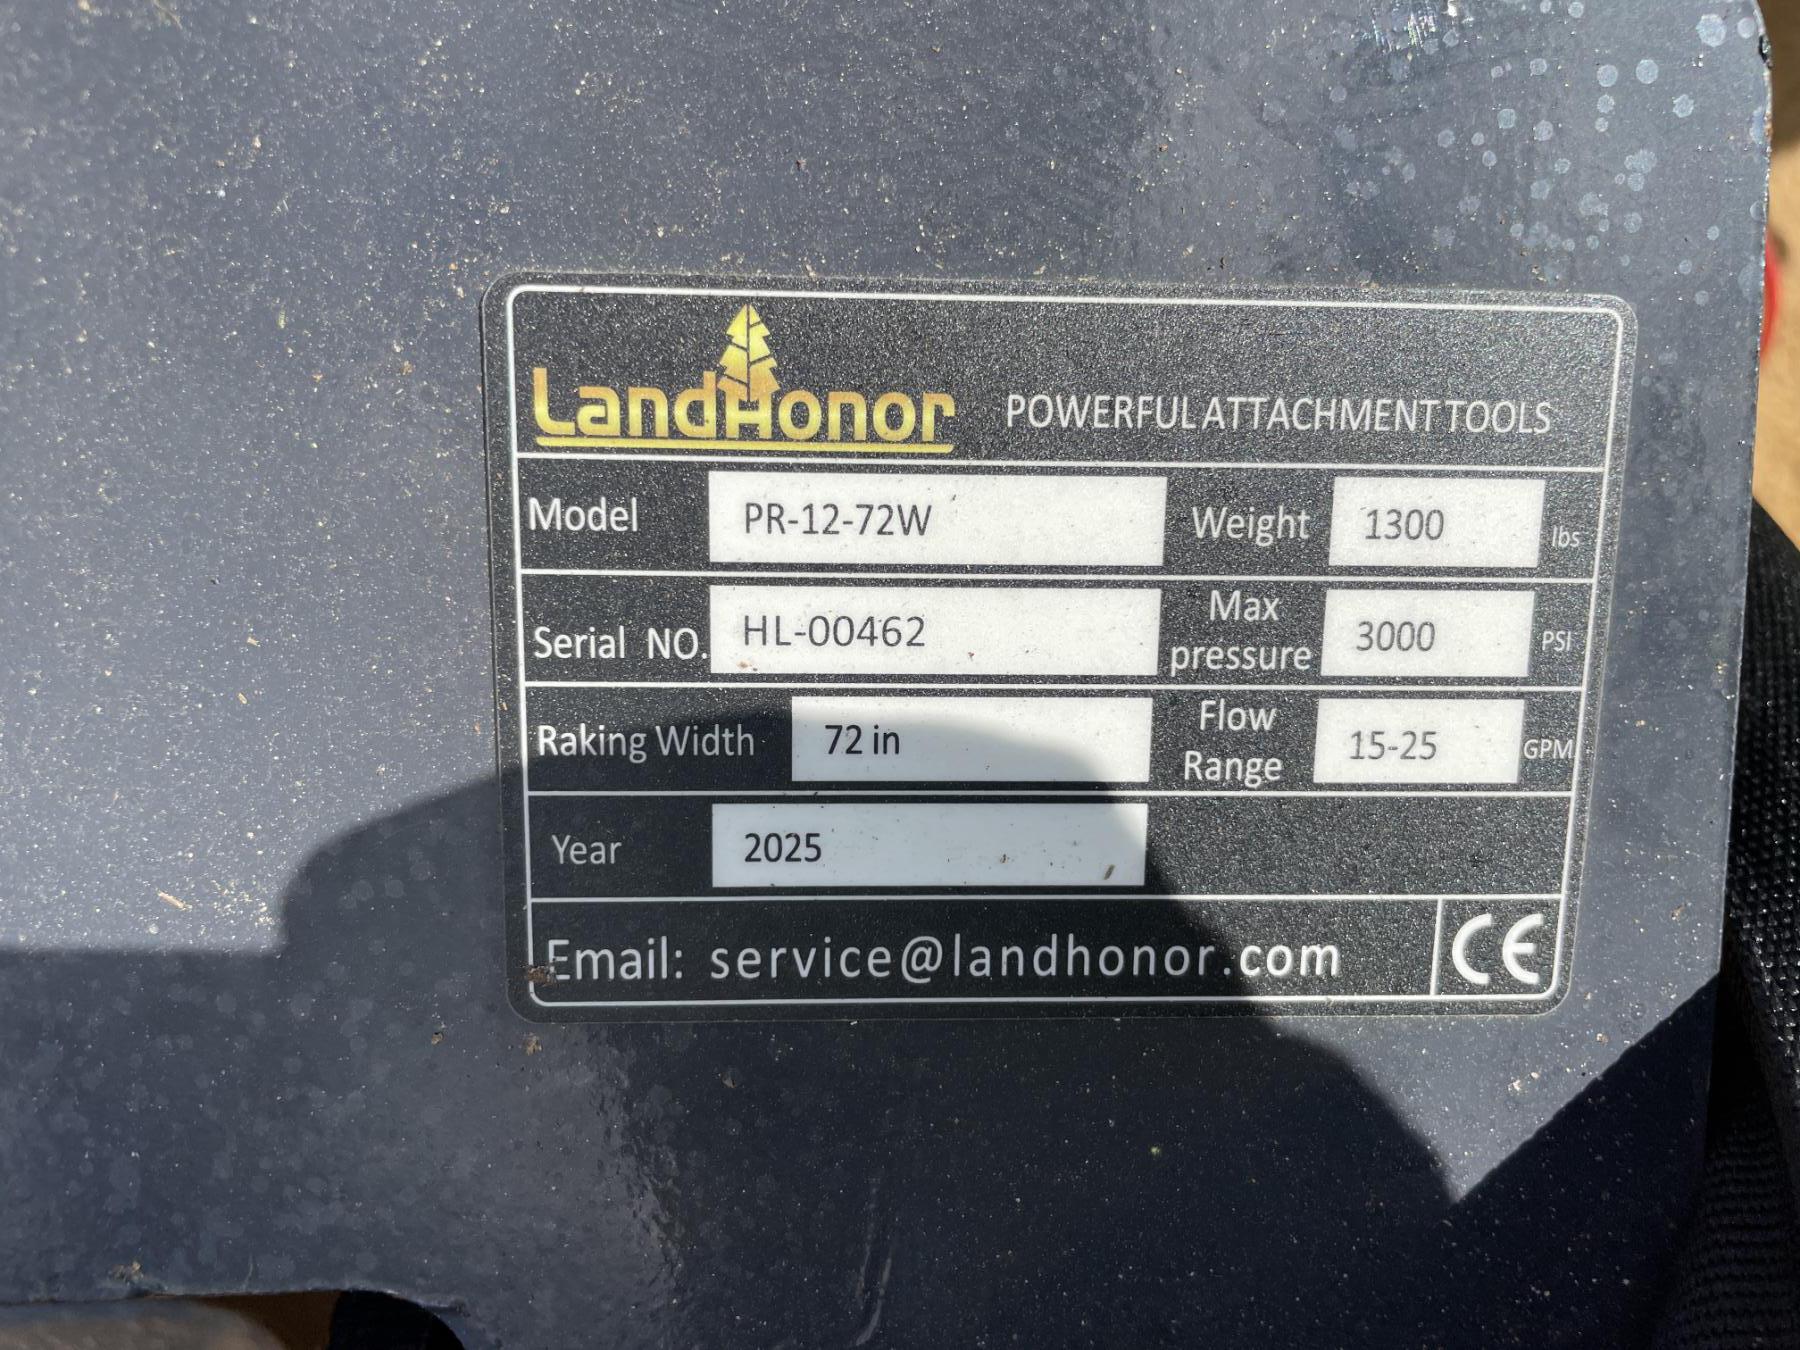 LandHonor POWERFUL ATTACHMENT TOOLS
Model PR-12-72W Weight 1300 lbs
Serial NO. HL-00462 Max pressure 3000 PSI
Raking Width 72 in Flow Range 15-25 GPM
Year 2025
Email: service@landhonor.com CE